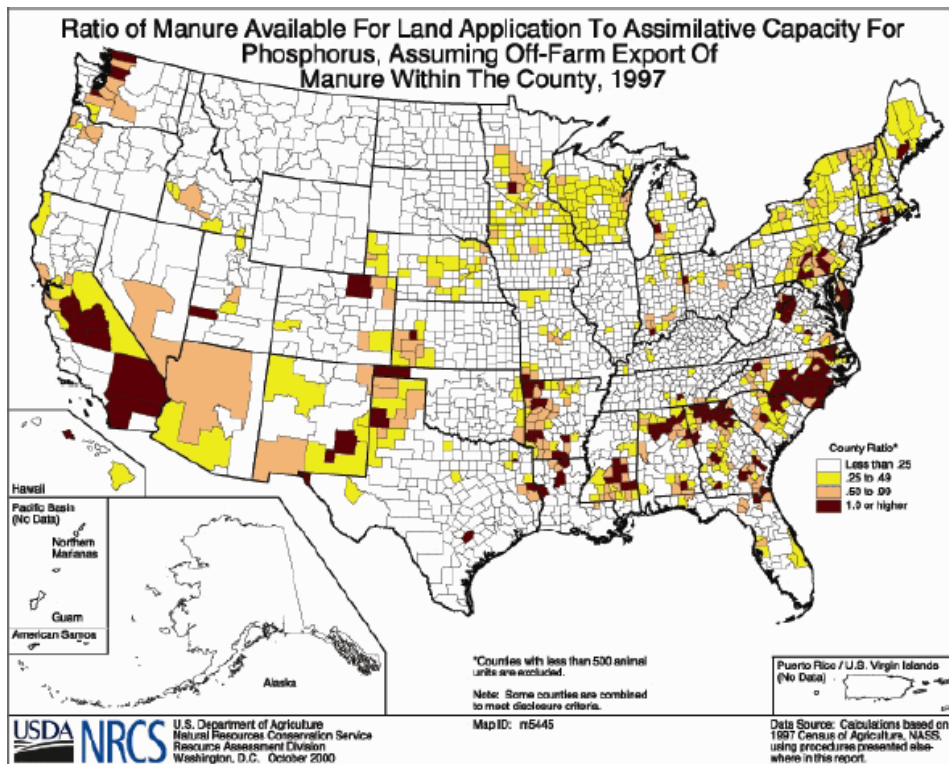 Ratio of Manure Available For Land Application To Assimilative Capacity For
Phosphorus, Assuming Off-Farm Export Of
Manure Within The County, 1997
County Ratio*
Less than .25
.25 to .49
.50 to .99
1.0 or higher
Hawaii
Pacific Basin
(No Data)
Northern
Marianas
Guam
American Samoa
Alaska
*Counties with less than 500 animal
units are excluded.
Note: Some counties are combined
to meet disclosure criteria.
Puerto Rico / U.S. Virgin Islands
(No Data)
USDA
NRCS
U.S. Department of Agriculture
Natural Resources Conservation Service
Resource Assessment Division
Washington, D.C. October 2000
Map ID: m5445
Data Source: Calculations based on
1997 Census of Agriculture, NASS,
using procedures presented else-
where in this report.